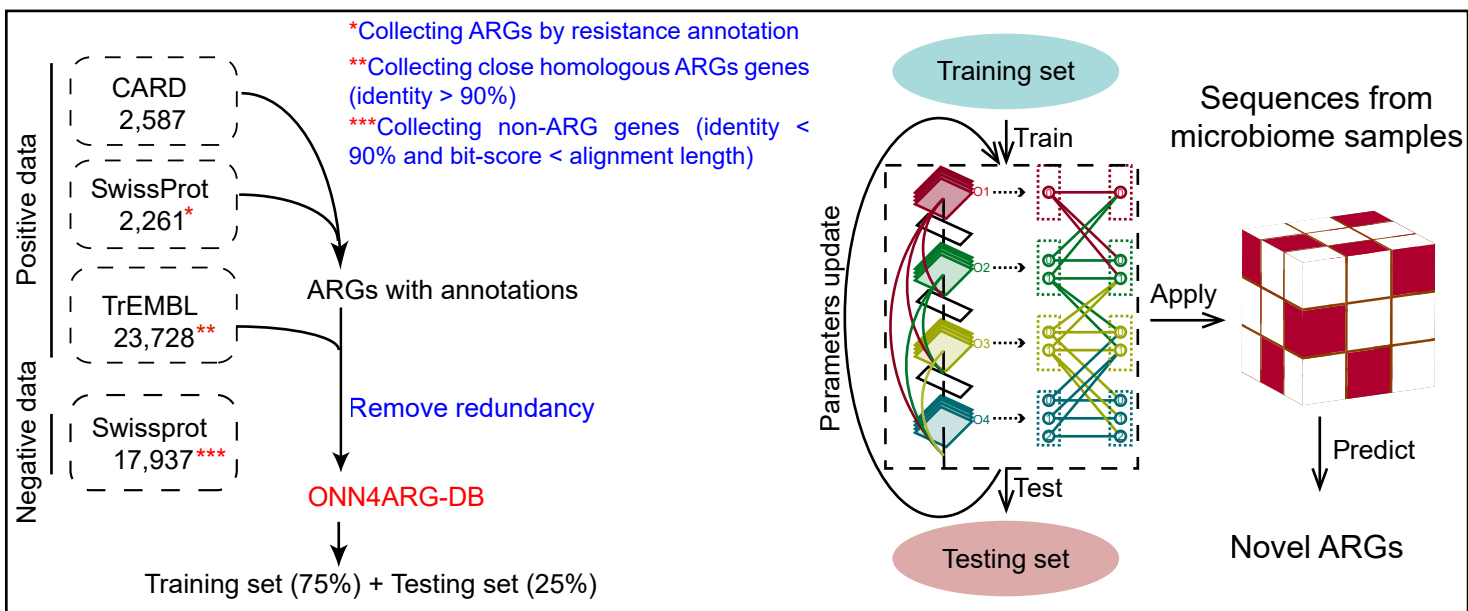 *Collecting ARGs by resistance annotation
**Collecting close homologous ARGs genes
(identity > 90%)
***Collecting non-ARG genes (identity <
90% and bit-score < alignment length)
Positive data
CARD
2,587
SwissProt
2,261*
TrEMBL
23,728**
Negative data
Swissprot
17,937***
ARGs with annotations
Remove redundancy
ONN4ARG-DB
Training set (75%) + Testing set (25%)
Training set
Train
Parameters update
O1
O2
O3
O4
Test
Testing set
Apply
Sequences from
microbiome samples
Predict
Novel ARGs